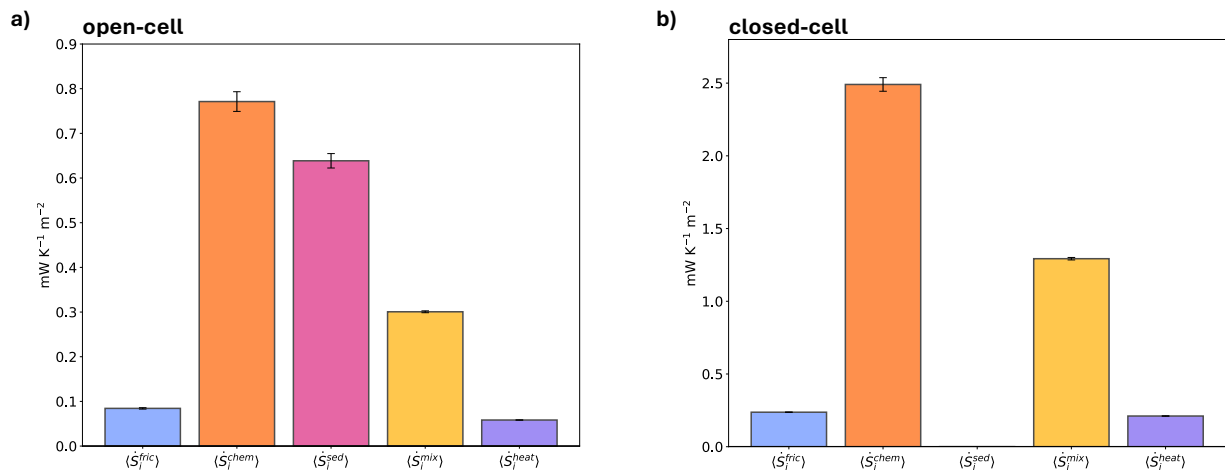 a)
open-cell
0.9
0.8
0.7
0.6
0.5
0.4
0.3
0.2
0.1
0.0
mW K⁻¹ m⁻²
⟨Ṡᵢᶠʳⁱᶜ⟩ ⟨Ṡᵢᶜʰᵉᵐ⟩ ⟨Ṡᵢˢᵉᵈ⟩ ⟨Ṡᵢᵐⁱˣ⟩ ⟨Ṡᵢʰᵉᵃᵗ⟩
b)
closed-cell
2.5
2.0
1.5
1.0
0.5
0.0
mW K⁻¹ m⁻²
⟨Ṡᵢᶠʳⁱᶜ⟩ ⟨Ṡᵢᶜʰᵉᵐ⟩ ⟨Ṡᵢˢᵉᵈ⟩ ⟨Ṡᵢᵐⁱˣ⟩ ⟨Ṡᵢʰᵉᵃᵗ⟩